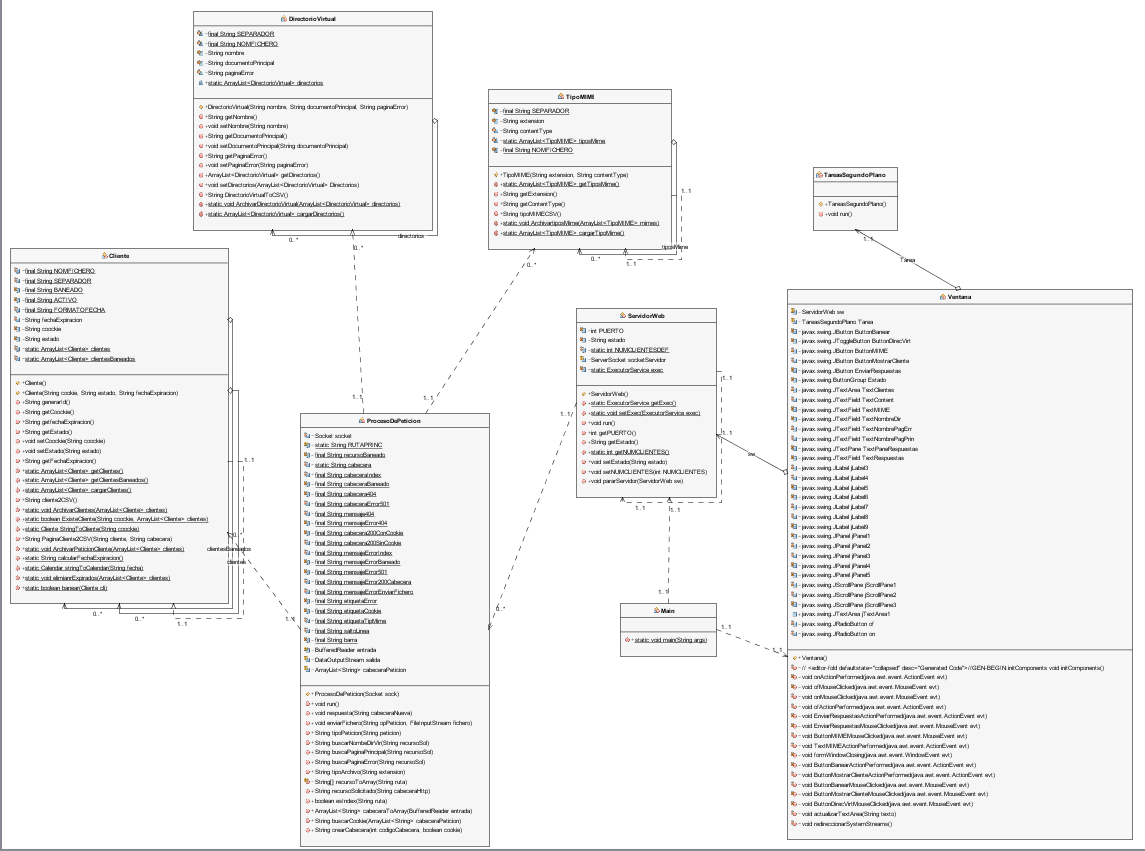 DirectorioVirtual
-final String SEPARADOR
-final String NOMFICHERO
-String nombre
-String documentoPrincipal
-String paginaError
+static ArrayList<DirectorioVirtual> directorios
+DirectorioVirtual(String nombre, String documentoPrincipal, String paginaError)
+String getNombre()
+void setNombre(String nombre)
+String getDocumentoPrincipal()
+void setDocumentoPrincipal(String documentoPrincipal)
+String getPaginaError()
+void setPaginaError(String paginaError)
+ArrayList<DirectorioVirtual> getDirectorios()
+void setDirectorios(ArrayList<DirectorioVirtual> Directorios)
+String DirectorioVirtualToCSV()
+static void ArchivarDirectorioVirtual(ArrayList<DirectorioVirtual> directorios)
+static ArrayList<DirectorioVirtual> cargarDirectorios()
0..*
0..*
directorios
TipoMIME
-final String SEPARADOR
-String extension
-String contentType
-static ArrayList<TipoMIME> tiposMime
-final String NOMFICHERO
+TipoMIME(String extension, String contentType)
+static ArrayList<TipoMIME> getTiposMime()
+String getExtension()
+String getContentType()
+String tipoMIMECSV()
+static void ArchivartiposMime(ArrayList<TipoMIME> mimes)
+static ArrayList<TipoMIME> cargarTipoMime()
1..1
tiposMime
0..*
0..*
1..1
TareasSegundoPlano
+TareasSegundoPlano()
+void run()
1..1
Tarea
Cliente
-final String NOMFICHERO
-final String SEPARADOR
-final String BANEADO
-final String ACTIVO
-final String FORMATOFECHA
-String fechaExpiracion
-String coockie
-String estado
-static ArrayList<Cliente> clientes
-static ArrayList<Cliente> clientesBaneados
+Cliente()
+Cliente(String cookie, String estado, String fechaExpiracion)
+String generarId()
+String getCoockie()
+String getfechaExpiracion()
+String getEstado()
+void setCoockie(String coockie)
+void setEstado(String estado)
+String getFechaExpiracion()
+static ArrayList<Cliente> getClientes()
+static ArrayList<Cliente> getClientesBaneados()
+static ArrayList<Cliente> cargarClientes()
+String cliente2CSV()
+static void ArchivarClientes(ArrayList<Cliente> clientes)
+static boolean ExisteCliente(String coockie, ArrayList<Cliente> clientes)
+static Cliente StringToCliente(String coockie)
+String PaginaCliente2CSV(String cliente, String cabecera)
+static void ArchivarPeticionCliente(ArrayList<Cliente> clientes)
+static String calcularFechaExpiracion()
+static Calendar stringToCalendar(String fecha)
+static void elimianrExpirados(ArrayList<Cliente> clientes)
+static boolean banear(Cliente cli)
1..1
0..*
clientesBaneados
clientes
0..*
1..1
1..1
ProcesoDePeticion
-Socket socket
-static String RUTAPRINC
-final String recursoBaneado
-static String cabecera
-final String cabeceraIndex
-final String cabeceraBaneado
-final String cabecera404
-final String cabeceraError501
-final String mensaje404
-final String mensajeError404
-final String cabecera200ConCookie
-final String cabecera200SinCookie
-final String mensajeErrorIndex
-final String mensajeErrorBaneado
-final String mensajeError501
-final String mensajeError200Cabecera
-final String mensajeErrorEnviarFichero
-final String etiquetaError
-final String etiquetaCookie
-final String etiquetaTipMime
-final String saltoLinea
-final String barra
-BufferedReader entrada
-DataOutputStream salida
-ArrayList<String> cabeceraPeticion
+ProcesoDePeticion(Socket sock)
+void run()
+void respuesta(String cabeceraNueva)
+void enviarFichero(String opPeticion, FileInputStream fichero)
+String tipoPeticion(String peticion)
+String buscarNombeDirVir(String recursoSol)
+String buscaPaginaPrincipal(String recursoSol)
+String buscaPaginaError(String recursoSol)
+String tipoArchivo(String extension)
-String[] recursoToArray(String ruta)
+String recursoSolicitado(String cabeceraHttp)
+boolean esIndex(String ruta)
+ArrayList<String> cabeceraToArray(BufferedReader entrada)
+String buscarCookie(ArrayList<String> cabeceraPeticion)
+String crearCabecera(int codigoCabecera, boolean cookie)
1..1
1..1
1..1
0..*
ServidorWeb
-int PUERTO
-String estado
-static int NUMCLIENTESDEF
-ServerSocket socketServidor
-static ExecutorService exec
+ServidorWeb()
+static ExecutorService getExec()
+static void setExec(ExecutorService exec)
+void run()
+int getPUERTO()
+String getEstado()
+static int getNUMCLIENTES()
+void setEstado(String estado)
+void setNUMCLIENTES(int NUMCLIENTES)
+void pararServidor(ServidorWeb sw)
1..1
1..1
sw
1..1
1..1
1..1
Main
+static void main(String args)
1..1
1..1
Ventana
-ServidorWeb sw
-TareasSegundoPlano Tarea
-javax.swing.JButton ButtonBanear
-javax.swing.JToggleButton ButtonDirecVirt
-javax.swing.JButton ButtonMIME
-javax.swing.JButton ButtonMostrarCliente
-javax.swing.JButton EnviarRespuestas
-javax.swing.ButtonGroup Estado
-javax.swing.JTextArea TextClientes
-javax.swing.JTextField TextContent
-javax.swing.JTextField TextMIME
-javax.swing.JTextField TextNombreDir
-javax.swing.JTextField TextNombrePagErr
-javax.swing.JTextField TextNombrePagPrin
-javax.swing.JTextPane TextPaneRespuestas
-javax.swing.JTextField TextRespuestas
-javax.swing.JLabel jLabel3
-javax.swing.JLabel jLabel4
-javax.swing.JLabel jLabel5
-javax.swing.JLabel jLabel6
-javax.swing.JLabel jLabel7
-javax.swing.JLabel jLabel8
-javax.swing.JLabel jLabel9
-javax.swing.JPanel jPanel1
-javax.swing.JPanel jPanel2
-javax.swing.JPanel jPanel3
-javax.swing.JPanel jPanel4
-javax.swing.JPanel jPanel5
-javax.swing.JScrollPane jScrollPane1
-javax.swing.JScrollPane jScrollPane2
-javax.swing.JScrollPane jScrollPane3
+javax.swing.JTextArea jTextArea1
-javax.swing.JRadioButton of
-javax.swing.JRadioButton on
+Ventana()
-// <editor-fold defaultstate="collapsed" desc="Generated Code">//GEN-BEGIN:initComponents void initComponents()
-void onActionPerformed(java.awt.event.ActionEvent evt)
-void ofMouseClicked(java.awt.event.MouseEvent evt)
-void onMouseClicked(java.awt.event.MouseEvent evt)
-void ofActionPerformed(java.awt.event.ActionEvent evt)
-void EnviarRespuestasActionPerformed(java.awt.event.ActionEvent evt)
-void EnviarRespuestasMouseClicked(java.awt.event.MouseEvent evt)
-void ButtonMIMEMouseClicked(java.awt.event.MouseEvent evt)
-void TextMIMEActionPerformed(java.awt.event.ActionEvent evt)
-void formWindowClosing(java.awt.event.WindowEvent evt)
-void ButtonBanearActionPerformed(java.awt.event.ActionEvent evt)
-void ButtonMostrarClienteActionPerformed(java.awt.event.ActionEvent evt)
-void ButtonBanearMouseClicked(java.awt.event.MouseEvent evt)
-void ButtonMostrarClienteMouseClicked(java.awt.event.MouseEvent evt)
-void ButtonDirecVirtMouseClicked(java.awt.event.MouseEvent evt)
-void actualizarTextArea(String texto)
-void redireccionarSystemStreams()